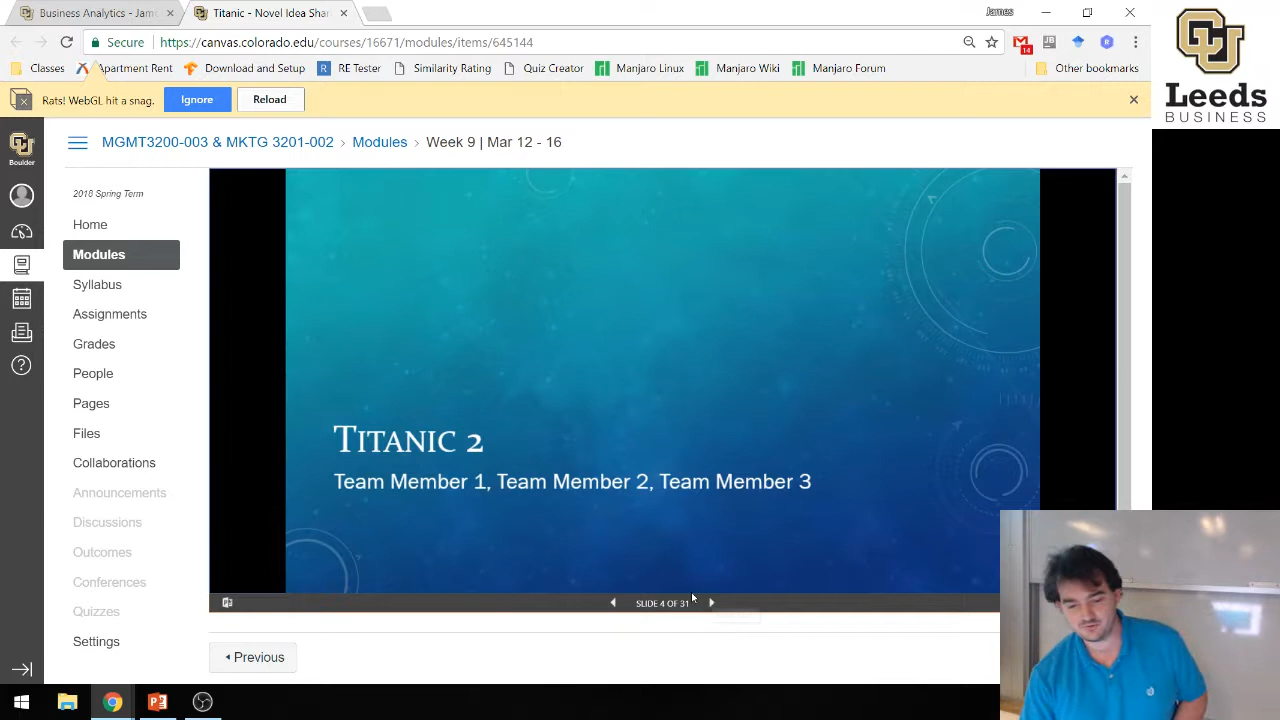 Business Analytics - Jam
Titanic - Novel Idea Shar
James
Secure
https://canvas.colorado.edu/courses/16671/modules/items/645144
14
Classes
Apartment Rent
Download and Setup
R RE Tester
Similarity Rating
Quiz Creator
Manjaro Linux
Manjaro Wiki
Manjaro Forum
Other bookmarks
Rats! WebGL hit a snag.
Ignore
Reload
CU
Leeds
BUSINESS
Boulder
MGMT3200-003 & MKTG 3201-002 › Modules › Week 9 | Mar 12 - 16
2018 Spring Term
Home
Modules
Syllabus
Assignments
Grades
People
Pages
Files
Collaborations
Announcements
Discussions
Outcomes
Conferences
Quizzes
Settings
TITANIC 2
Team Member 1, Team Member 2, Team Member 3
SLIDE 4 OF 31
Previous